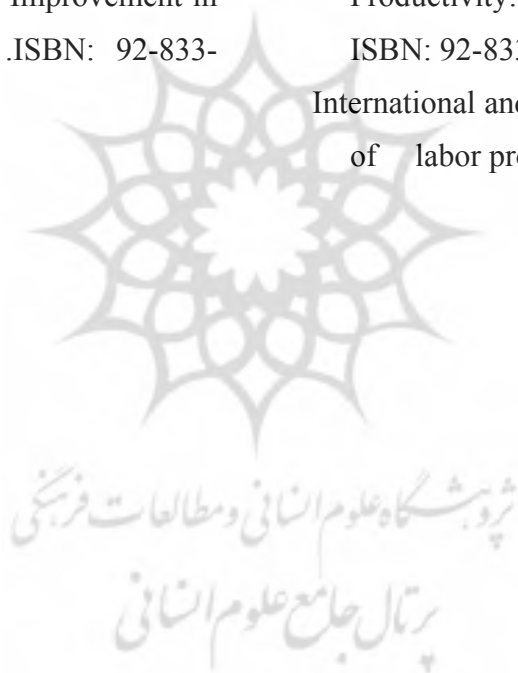 Improvement in Productivity.
.ISBN: 92-833- ISBN: 92-833
International and
of labor pro
پژوهشگاه علوم انسانی و مطالعات فرهنگی
پرتال جامع علوم انسانی